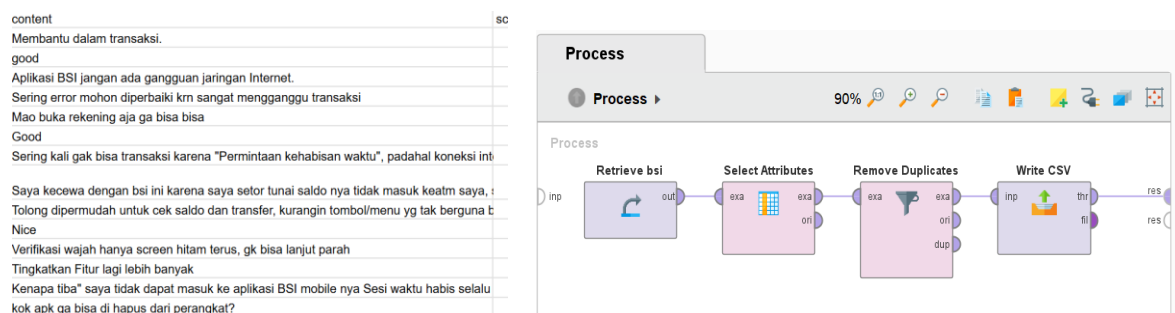 content
sc
Membantu dalam transaksi.
good
Aplikasi BSI jangan ada gangguan jaringan Internet.
Sering error mohon diperbaiki krn sangat mengganggu transaksi
Mao buka rekening aja ga bisa bisa
Good
Sering kali gak bisa transaksi karena "Permintaan kehabisan waktu", padahal koneksi int
Saya kecewa dengan bsi ini karena saya setor tunai saldo nya tidak masuk keatm saya, s
Tolong dipermudah untuk cek saldo dan transfer, kurangin tombol/menu yg tak berguna b
Nice
Verifikasi wajah hanya screen hitam terus, gk bisa lanjut parah
Tingkatkan Fitur lagi lebih banyak
Kenapa tiba" saya tidak dapat masuk ke aplikasi BSI mobile nya Sesi waktu habis selalu
kok apk ga bisa di hapus dari perangkat?
Process
Process
90%
Process
Retrieve bsi
Select Attributes
Remove Duplicates
Write CSV
inp
out
exa
exa
exa
exa
inp
thr
res
ori
ori
fil
res
dup